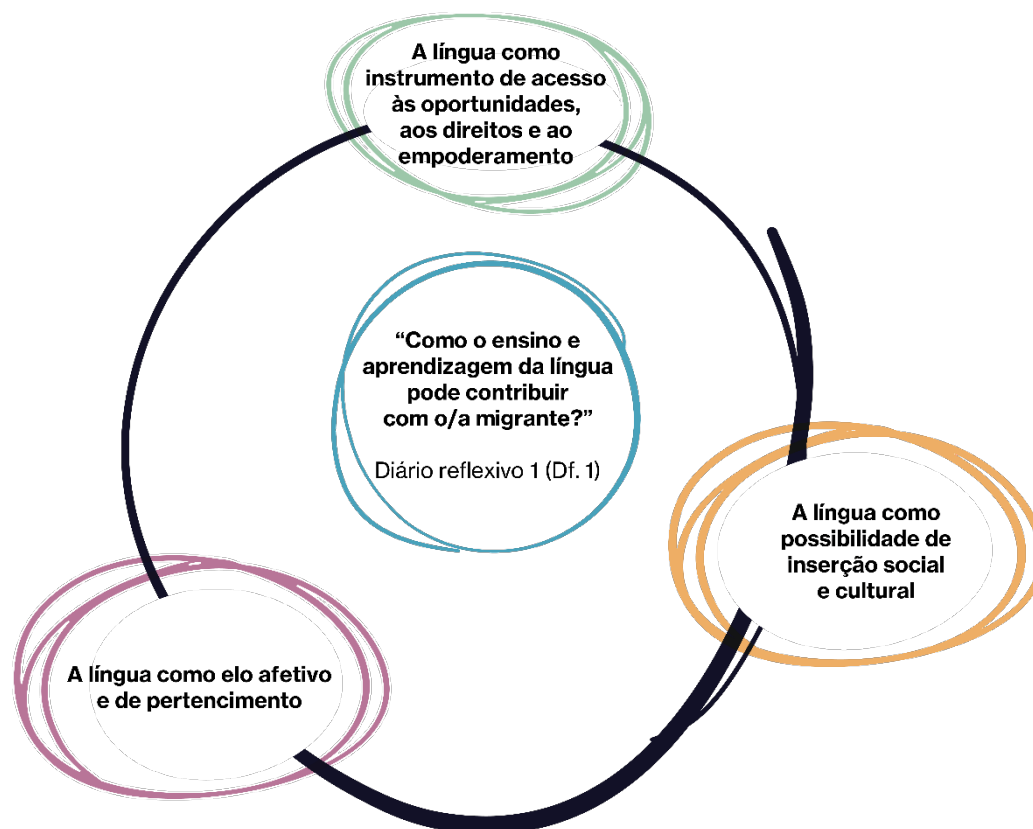 A língua como
instrumento de acesso
às oportunidades,
aos direitos e ao
empoderamento
“Como o ensino e
aprendizagem da língua
pode contribuir
com o/a migrante?”
Diário reflexivo 1 (Df. 1)
A língua como
possibilidade de
inserção social
e cultural
A língua como elo afetivo
e de pertencimento